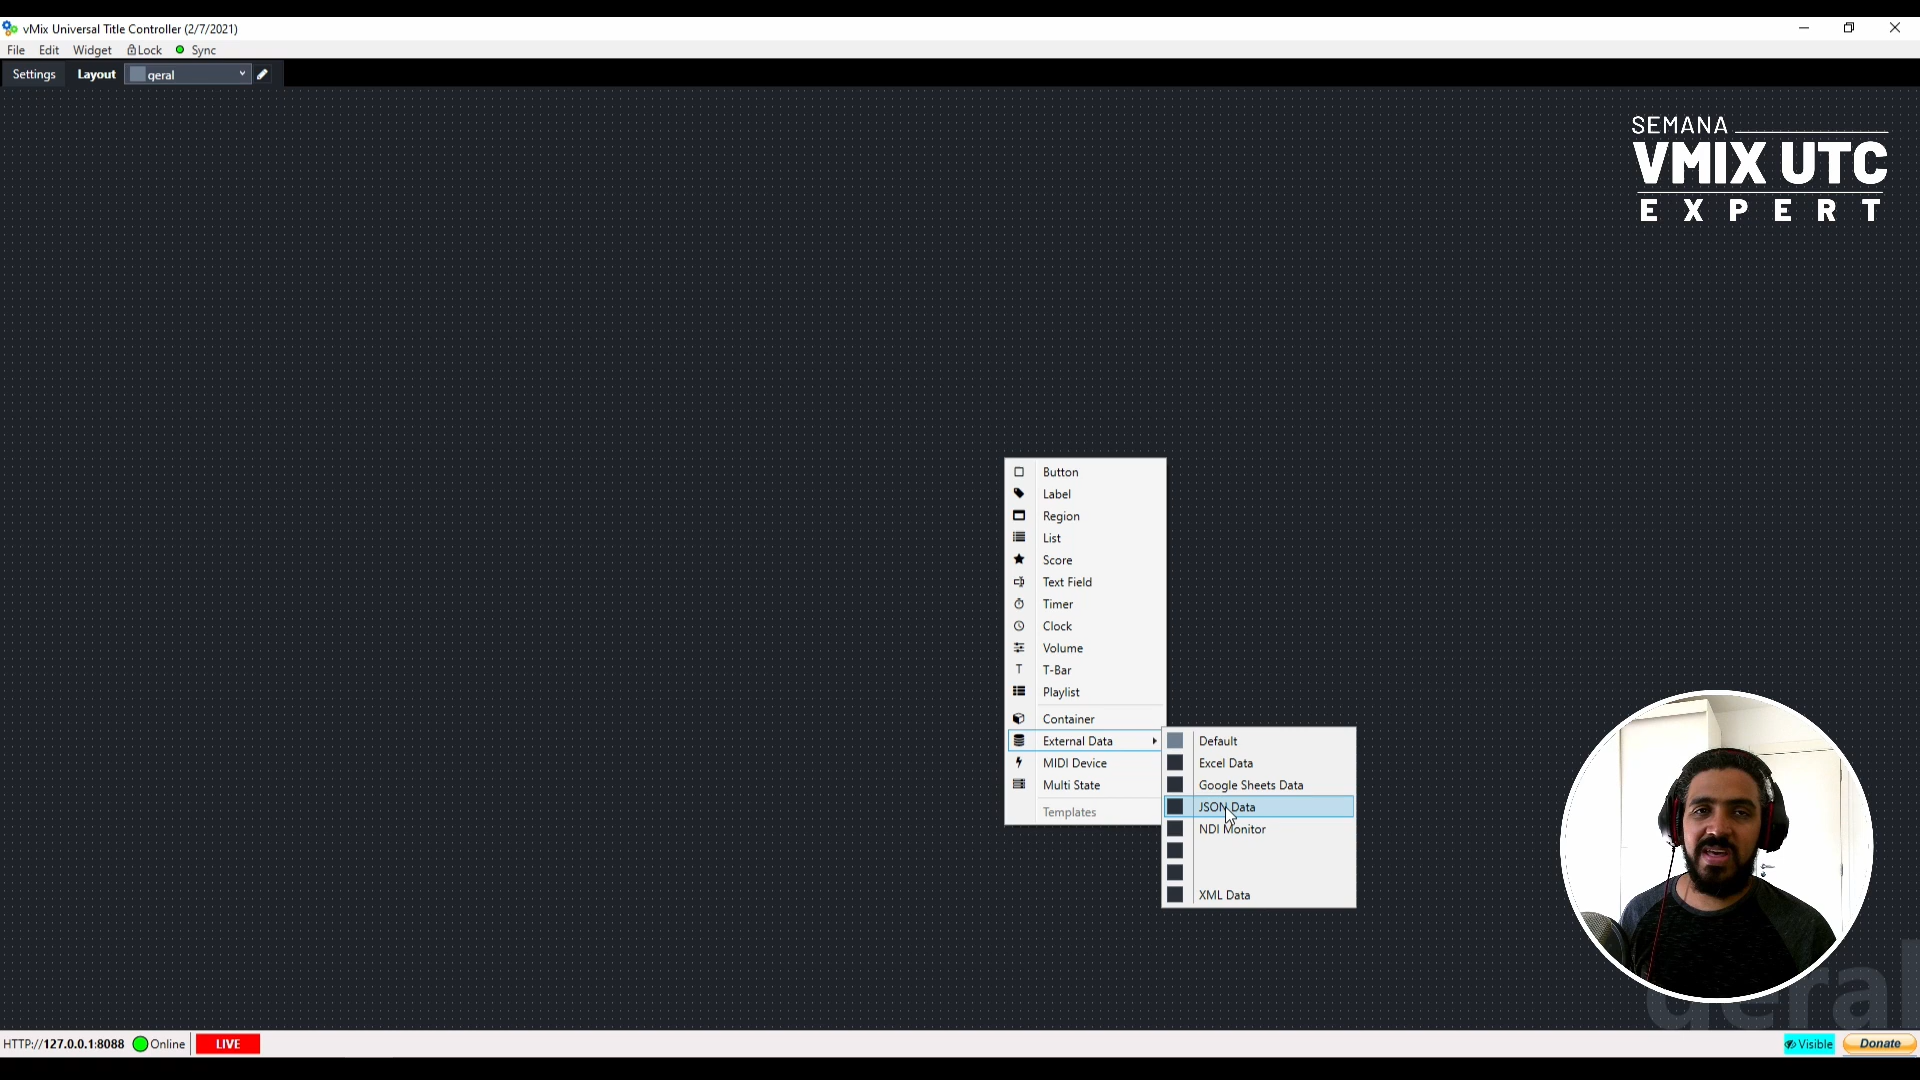 vMix Universal Title Controller (2/7/2021)
File Edit Widget Lock Sync
Settings Layout geral
SEMANA
VMIX UTC
EXPERT
Button
Label
Region
List
Score
Text Field
Timer
Clock
Volume
T T-Bar
Playlist
Container
External Data
MIDI Device
Multi State
Templates
Default
Excel Data
Google Sheets Data
JSON Data
NDI Monitor
XML Data
geral
HTTP://127.0.0.1:8088 Online LIVE Visible Donate